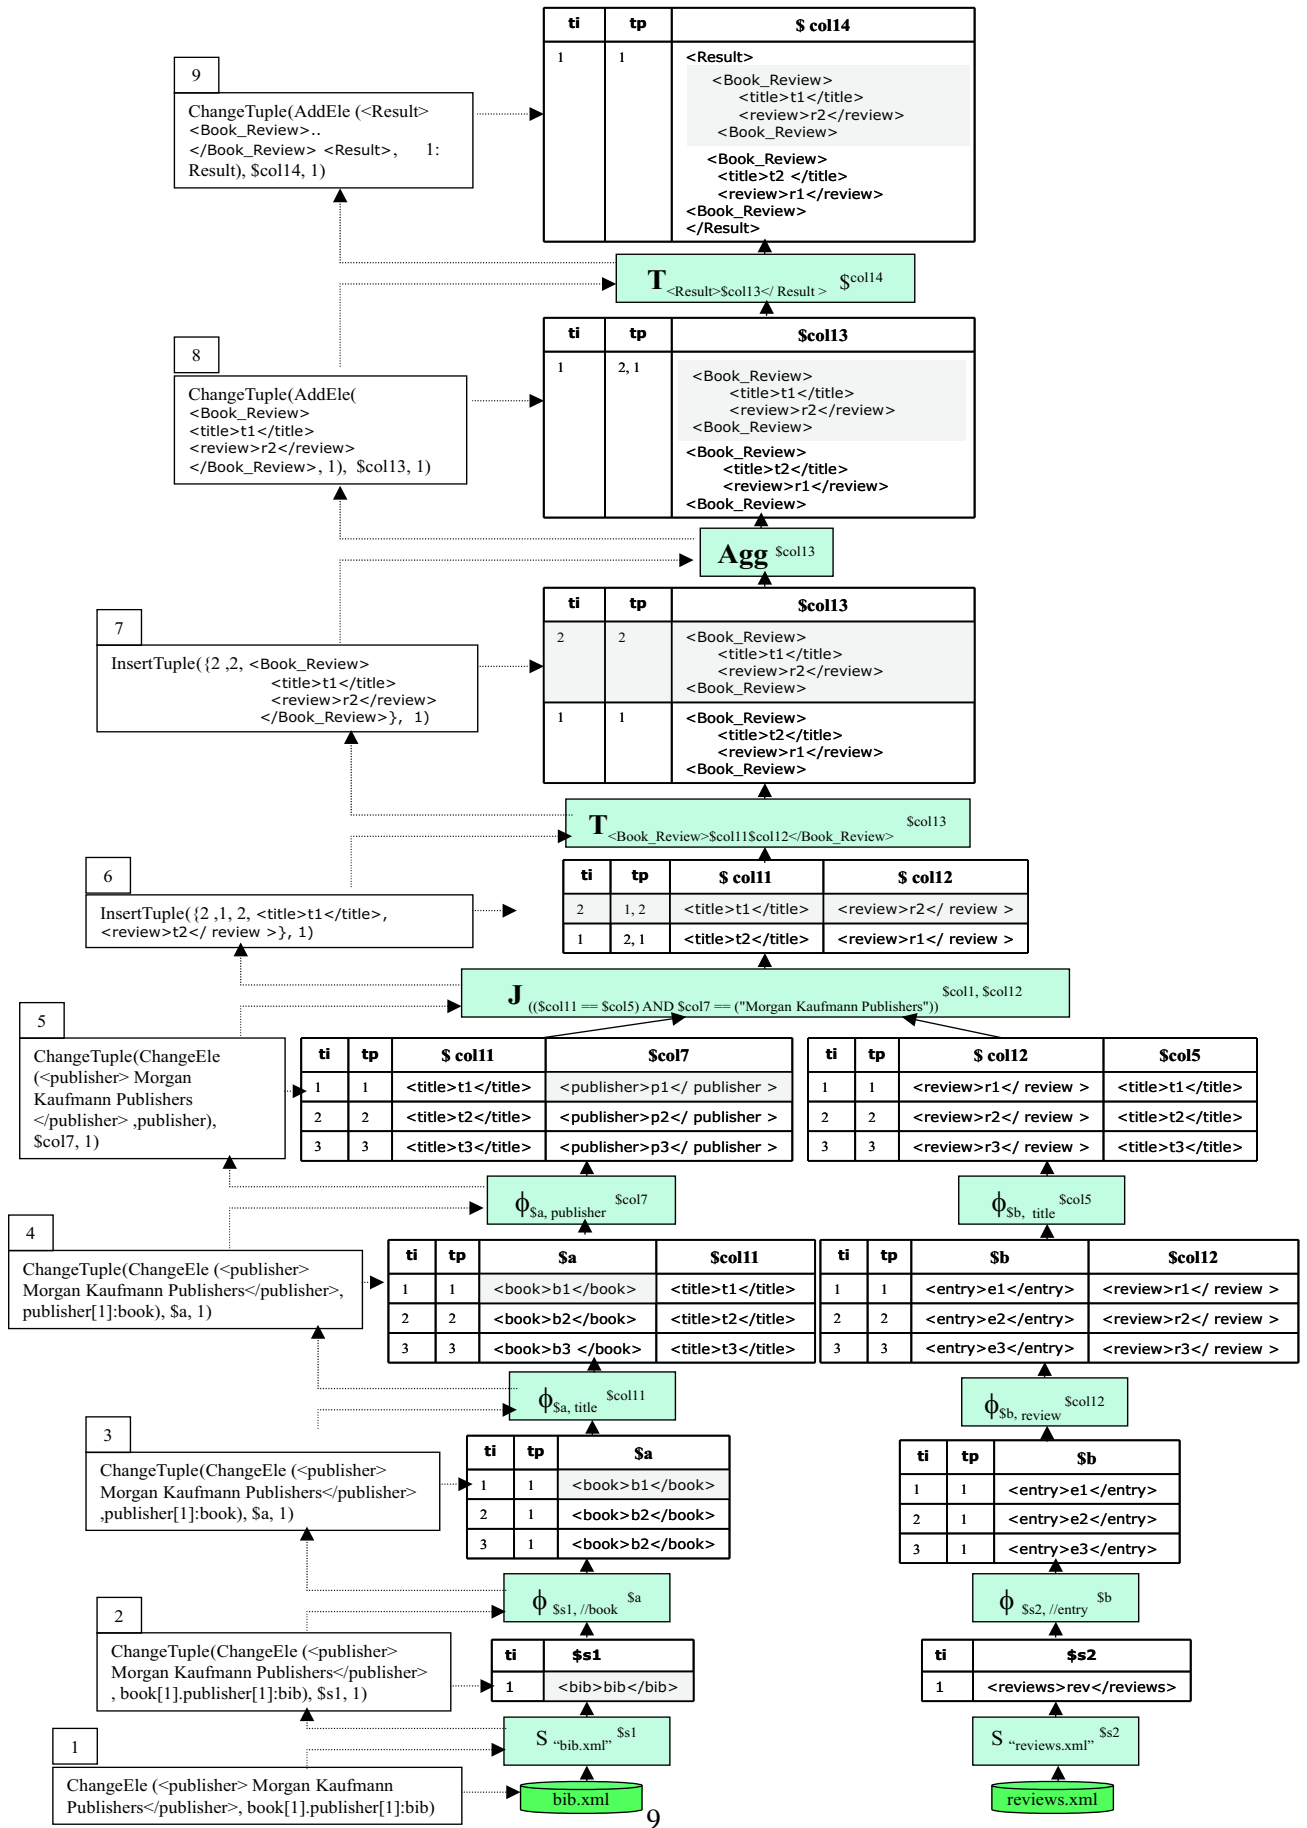 ti tp $ col14
1 1 <Result>
<Book_Review>
<title>t1</title>
<review>r2</review>
<Book_Review>
<Book_Review>
<title>t2 </title>
<review>r1</review>
<Book_Review>
</Result>
9
ChangeTuple(AddEle (<Result>
<Book_Review>..
</Book_Review> <Result>, 1:
Result), $col14, 1)
T <Result>$col13</ Result > $col14
ti tp $col13
1 2, 1 <Book_Review>
<title>t1</title>
<review>r2</review>
<Book_Review>
<Book_Review>
<title>t2</title>
<review>r1</review>
<Book_Review>
8
ChangeTuple(AddEle(
<Book_Review>
<title>t1</title>
<review>r2</review>
</Book_Review>, 1), $col13, 1)
Agg $col13
ti tp $col13
2 2 <Book_Review>
<title>t1</title>
<review>r2</review>
<Book_Review>
1 1 <Book_Review>
<title>t2</title>
<review>r1</review>
<Book_Review>
7
InsertTuple({2 ,2, <Book_Review>
<title>t1</title>
<review>r2</review>
</Book_Review>}, 1)
T <Book_Review>$col11$col12</Book_Review> $col13
ti tp $ col11 $ col12
2 1, 2 <title>t1</title> <review>r2</ review >
1 2, 1 <title>t2</title> <review>r1</ review >
6
InsertTuple({2 ,1, 2, <title>t1</title>,
<review>t2</ review >}, 1)
J (($col11 == $col5) AND $col7 == ("Morgan Kaufmann Publishers")) $col1, $col12
5
ChangeTuple(ChangeEle
(<publisher> Morgan
Kaufmann Publishers
</publisher> ,publisher),
$col7, 1)
ti tp $ col11 $col7
1 1 <title>t1</title> <publisher>p1</ publisher >
2 2 <title>t2</title> <publisher>p2</ publisher >
3 3 <title>t3</title> <publisher>p3</ publisher >
ti tp $ col12 $col5
1 1 <review>r1</ review > <title>t1</title>
2 2 <review>r2</ review > <title>t2</title>
3 3 <review>r3</ review > <title>t3</title>
ϕ $a, publisher $col7
ϕ $b, title $col5
4
ChangeTuple(ChangeEle (<publisher>
Morgan Kaufmann Publishers</publisher>,
publisher[1]:book), $a, 1)
ti tp $a $col11
1 1 <book>b1</book> <title>t1</title>
2 2 <book>b2</book> <title>t2</title>
3 3 <book>b3 </book> <title>t3</title>
ti tp $b $col12
1 1 <entry>e1</entry> <review>r1</ review >
2 2 <entry>e2</entry> <review>r2</ review >
3 3 <entry>e3</entry> <review>r3</ review >
ϕ $a, title $col11
ϕ $b, review $col12
3
ChangeTuple(ChangeEle (<publisher>
Morgan Kaufmann Publishers</publisher>
,publisher[1]:book), $a, 1)
ti tp $a
1 1 <book>b1</book>
2 1 <book>b2</book>
3 1 <book>b2</book>
ti tp $b
1 1 <entry>e1</entry>
2 1 <entry>e2</entry>
3 1 <entry>e3</entry>
ϕ $s1, //book $a
ϕ $s2, //entry $b
2
ChangeTuple(ChangeEle (<publisher>
Morgan Kaufmann Publishers</publisher>
, book[1].publisher[1]:bib), $s1, 1)
ti $s1
1 <bib>bib</bib>
ti $s2
1 <reviews>rev</reviews>
S “bib.xml” $s1
S “reviews.xml” $s2
1
ChangeEle (<publisher> Morgan Kaufmann
Publishers</publisher>, book[1].publisher[1]:bib)
bib.xml
reviews.xml
9